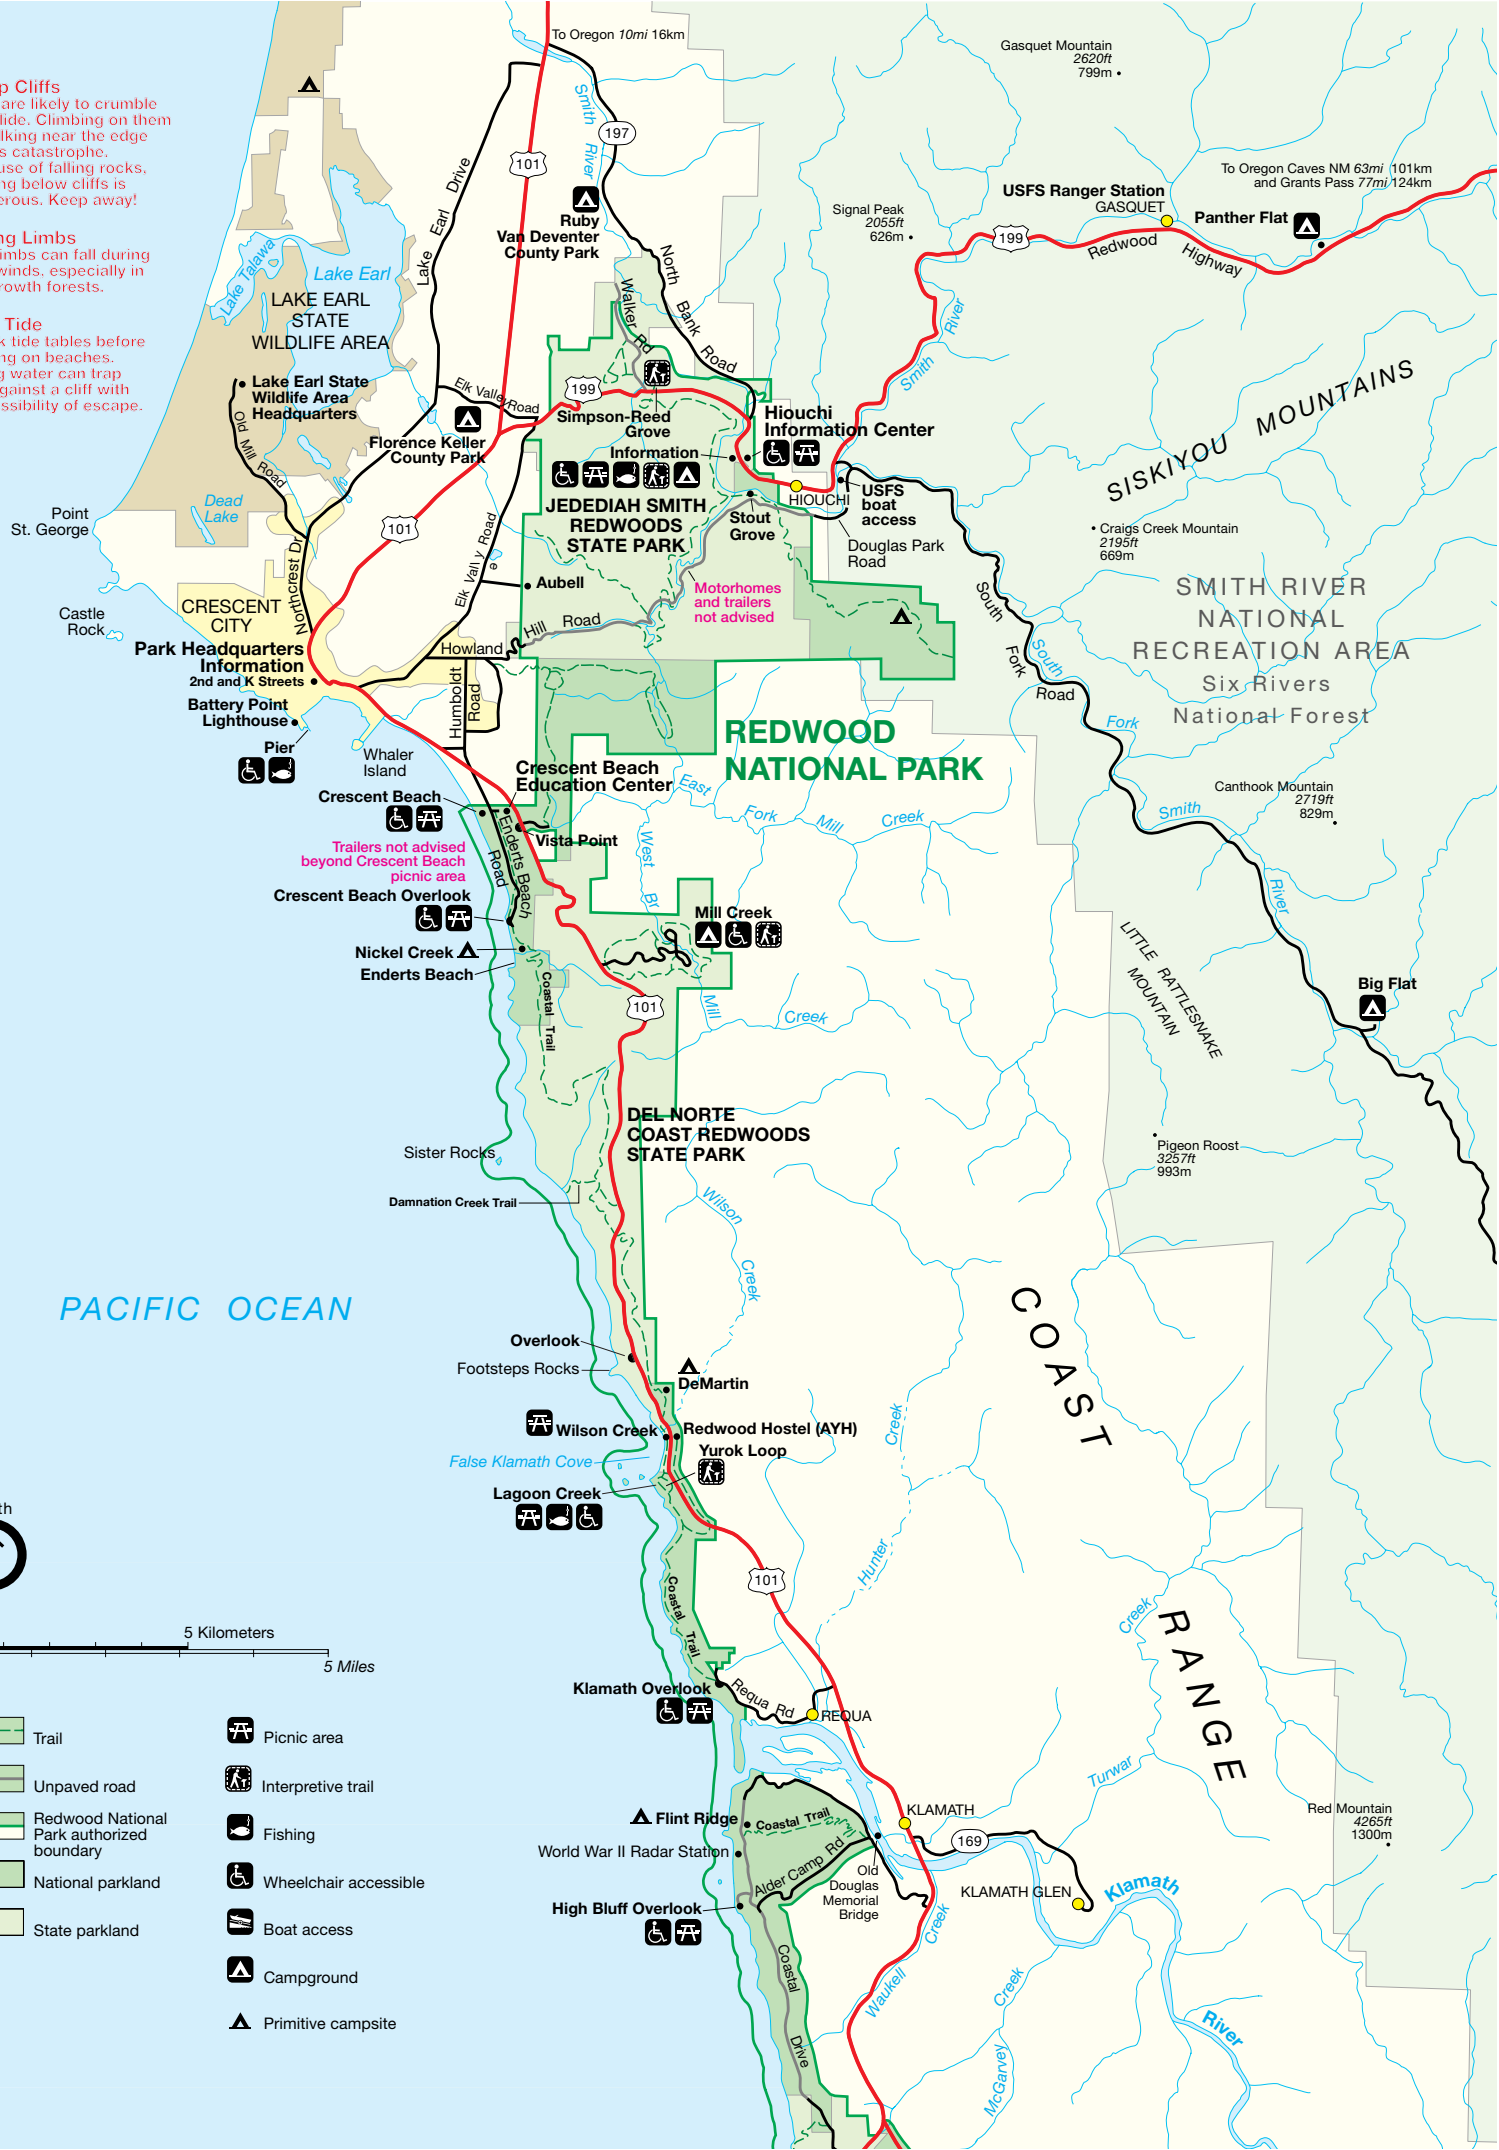 To Oregon 10mi 16km
p Cliffs
are likely to crumble
lide. Climbing on them
lking near the edge
s catastrophe.
use of falling rocks,
ng below cliffs is
erous. Keep away!
ng Limbs
imbs can fall during
winds, especially in
rowth forests.
Tide
k tide tables before
ng on beaches.
g water can trap
gainst a cliff with
ssibility of escape.
Gasquet Mountain
2620ft
799m
Smith River
197
101
Lake Earl Drive
Ruby
Van Deventer
County Park
To Oregon Caves NM 63mi 101km
and Grants Pass 77mi 124km
USFS Ranger Station
GASQUET
Panther Flat
Signal Peak
2055ft
626m
199
Redwood Highway
Lake Talawa
Lake Earl
LAKE EARL
STATE
WILDLIFE AREA
North Bank Road
Walker Rd
Smith River
Lake Earl State
Wildlife Area
Headquarters
Old Mill Road
Elk Valley Road
199
Florence Keller
County Park
Simpson-Reed
Grove
Hiouchi
Information Center
Information
SISKIYOU MOUNTAINS
HIOUCHI
USFS
boat
access
JEDEDIAH SMITH
REDWOODS
STATE PARK
Stout
Grove
Douglas Park
Road
Dead
Lake
Point
St. George
101
Craigs Creek Mountain
2195ft
669m
Northcrest Dr
Elk Vall y Road
e
Aubell
Motorhomes
and trailers
not advised
SMITH RIVER
NATIONAL
RECREATION AREA
Six Rivers
National Forest
Castle
Rock
CRESCENT
CITY
Howland Hill Road
South Fork Road
South Fork Smith River
Park Headquarters
Information
2nd and K Streets
Battery Point
Lighthouse
Pier
Humboldt
Road
Whaler
Island
REDWOOD
NATIONAL PARK
Crescent Beach
Education Center
Crescent Beach
East Fork Mill Creek
Canthook Mountain
2719ft
829m
Vista Point
Trailers not advised
beyond Crescent Beach
picnic area
Enderts Beach
Road
West Br
Mill Creek
Crescent Beach Overlook
Mill Creek
Nickel Creek
Enderts Beach
Coastal Trail
101
LITTLE RATTLESNAKE
MOUNTAIN
Big Flat
DEL NORTE
COAST REDWOODS
STATE PARK
Sister Rocks
Pigeon Roost
3257ft
993m
Damnation Creek Trail
Wilson Creek
PACIFIC OCEAN
COAST RANGE
Overlook
Footsteps Rocks
DeMartin
Wilson Creek
Redwood Hostel (AYH)
Yurok Loop
False Klamath Cove
Lagoon Creek
Hunter Creek
th
101
Coastal Trail
5 Kilometers
5 Miles
Klamath Overlook
Requa Rd
REQUA
Turwar Creek
Trail
Unpaved road
Redwood National
Park authorized
boundary
National parkland
State parkland
Picnic area
Interpretive trail
Fishing
Wheelchair accessible
Boat access
Campground
Primitive campsite
Flint Ridge
Coastal Trail
KLAMATH
169
World War II Radar Station
Alder Camp Rd
Old
Douglas
Memorial
Bridge
High Bluff Overlook
KLAMATH GLEN
Klamath River
Red Mountain
4265ft
1300m
Coastal Drive
Waukell Creek
McGarvey Creek